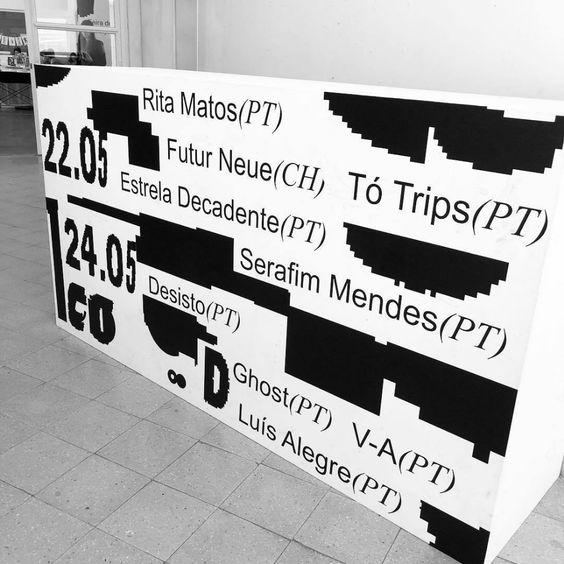 Rita Matos(PT)
22.05
Futur Neue(CH)
Tó Trips(PT)
Estrela Decadente(PT)
24.05
Serafim Mendes(PT)
Desisto(PT)
Ico
D
Ghost(PT)
V-A(PT)
Luís Alegre(PT)